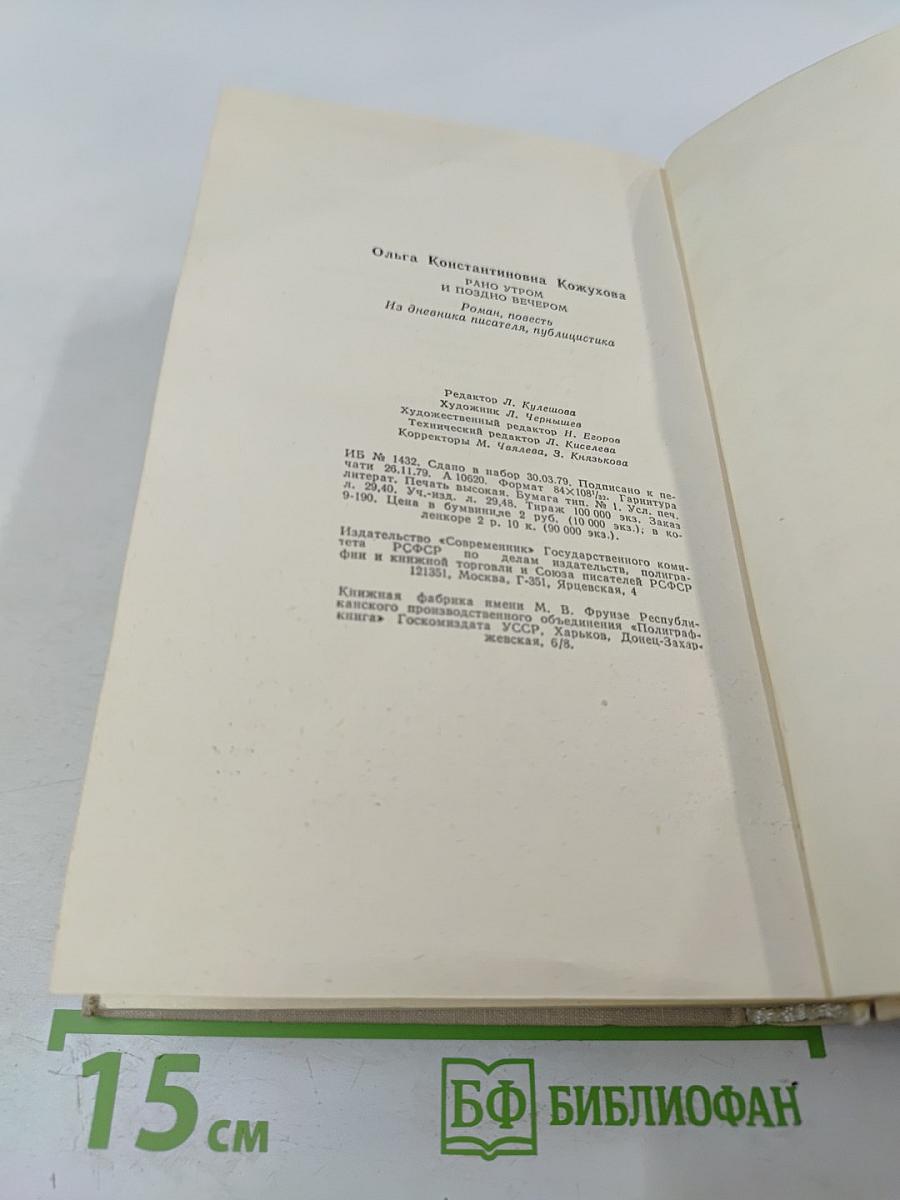 Ольга Константиновна Кожухова
РАНО УТРОМ
И ПОЗДНО ВЕЧЕРОМ
Роман, повесть
Из дневника писателя, публицистика
Редактор Л. Кулешова
Художник Л. Чернышев
Художественный редактор Н. Егоров
Технический редактор Л. Киселева
Корректоры М. Чвялева, З. Князькова
ИБ № 1432. Сдано в набор 30.03.79. Подписано к пе-
чати 26.11.79. А 10620. Формат 84×108¹/₃₂. Гарнитура
литерат. Печать высокая. Бумага тип. № 1. Усл. печ.
л. 29,40. Уч.-изд. л. 29,48. Тираж 100 000 экз. Заказ
9-190. Цена в бумвиниле 2 руб. (10 000 экз.); в ко-
ленкоре 2 р. 10 к. (90 000 экз.).
Издательство «Современник» Государственного коми-
тета РСФСР по делам издательств, полигра-
фии и книжной торговли и Союза писателей РСФСР
121351, Москва, Г-351, Ярцевская, 4
Книжная фабрика имени М. В. Фрунзе Республи-
канского производственного объединения «Полиграф-
книга» Госкомиздата УССР, Харьков, Донец-Захар-
жевская, 6/8.
15 см
БФ БИБЛИОФАН